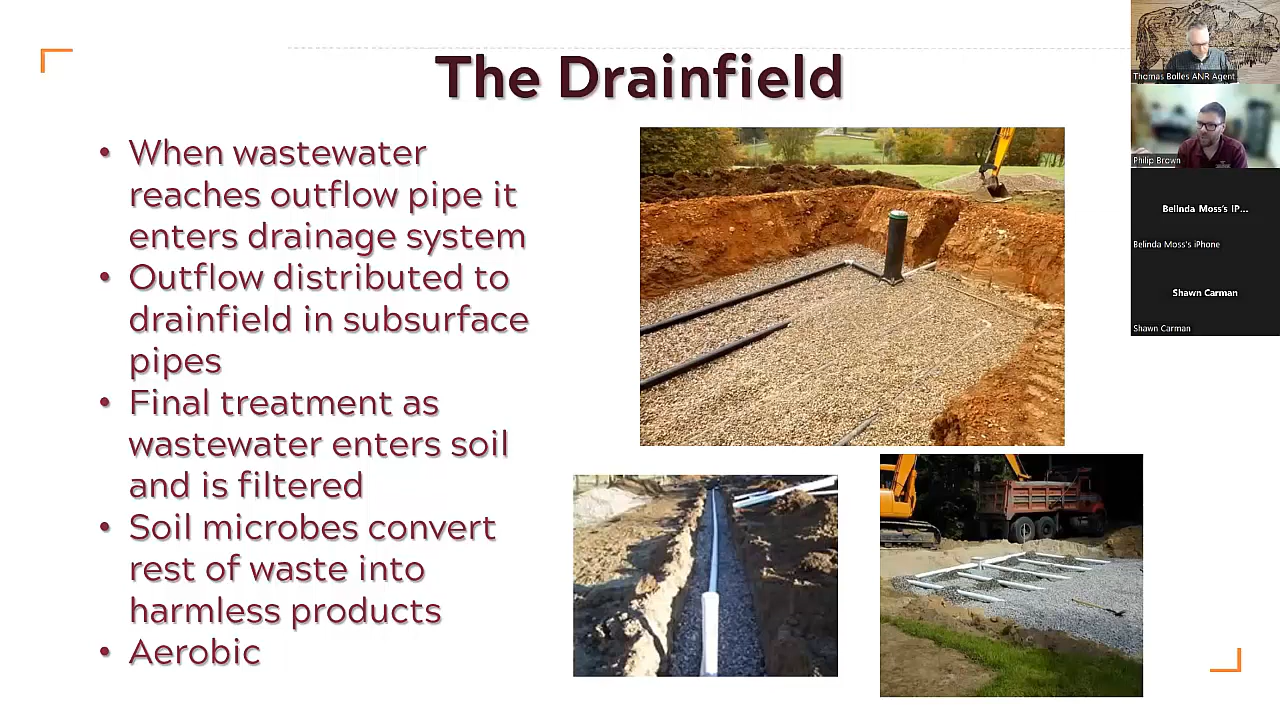 The Drainfield
• When wastewater
reaches outflow pipe it
enters drainage system
• Outflow distributed to
drainfield in subsurface
pipes
• Final treatment as
wastewater enters soil
and is filtered
• Soil microbes convert
rest of waste into
harmless products
• Aerobic
Thomas Bolles ANR Agent
Philip Brown
Belinda Moss's IP...
Belinda Moss's iPhone
Shawn Carman
Shawn Carman